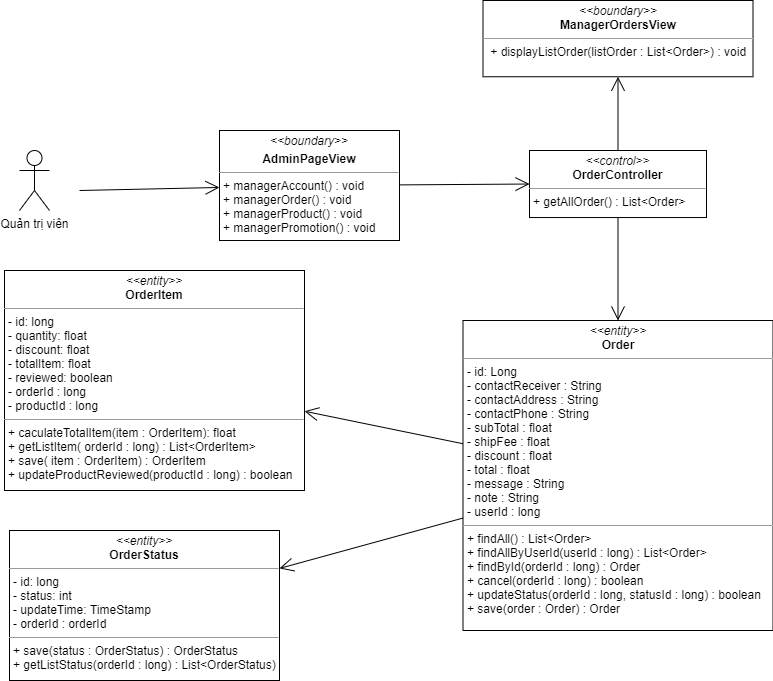 <<boundary>>
ManagerOrdersView
+ displayListOrder(listOrder : List<Order>) : void
<<boundary>>
AdminPageView
+ managerAccount() : void
+ managerOrder() : void
+ managerProduct() : void
+ managerPromotion() : void
<<control>>
OrderController
+ getAllOrder() : List<Order>
Quản trị viên
<<entity>>
OrderItem
- id: long
- quantity: float
- discount: float
- totalItem: float
- reviewed: boolean
- orderId : long
- productId : long
+ caculateTotalItem(item : OrderItem): float
+ getListItem( orderId : long) : List<OrderItem>
+ save( item : OrderItem) : OrderItem
+ updateProductReviewed(productId : long) : boolean
<<entity>>
Order
- id: Long
- contactReceiver : String
- contactAddress : String
- contactPhone : String
- subTotal : float
- shipFee : float
- discount : float
- total : float
- message : String
- note : String
- userId : long
+ findAll() : List<Order>
+ findAllByUserId(userId : long) : List<Order>
+ findById(orderId : long) : Order
+ cancel(orderId : long) : boolean
+ updateStatus(orderId : long, statusId : long) : boolean
+ save(order : Order) : Order
<<entity>>
OrderStatus
- id: long
- status: int
- updateTime: TimeStamp
- orderId : orderId
+ save(status : OrderStatus) : OrderStatus
+ getListStatus(orderId : long) : List<OrderStatus)